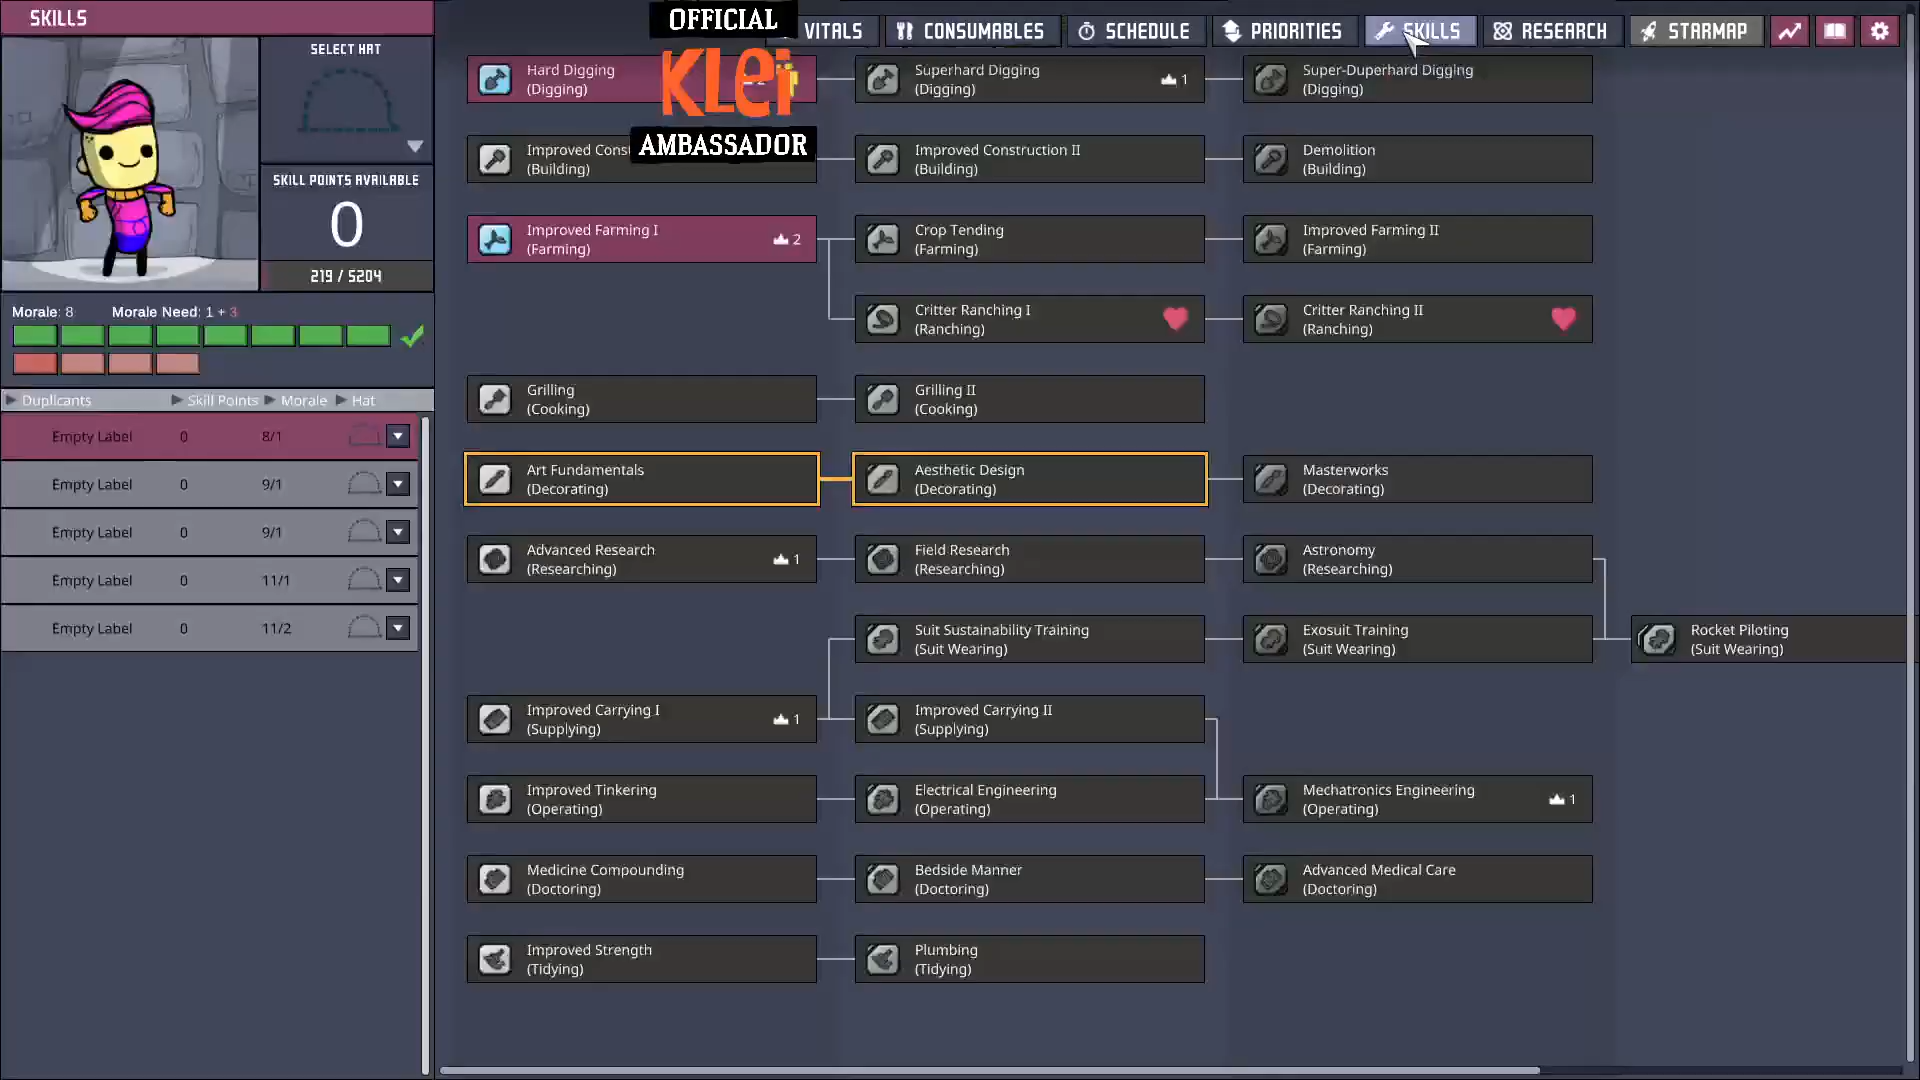 SKILLS
OFFICIAL
KLei
AMBASSADOR
VITALS
CONSUMABLES
SCHEDULE
PRIORITIES
SKILLS
RESEARCH
STARMAP
SELECT HAT
SKILL POINTS AVAILABLE
0
219 / 5204
Morale: 8
Morale Need: 1 + 3
Duplicants
Skill Points
Morale
Hat
Empty Label 0 8/1
Empty Label 0 9/1
Empty Label 0 9/1
Empty Label 0 11/1
Empty Label 0 11/2
Hard Digging
(Digging)
Superhard Digging
(Digging)
1
Super-Duperhard Digging
(Digging)
Improved Const
(Building)
Improved Construction II
(Building)
Demolition
(Building)
Improved Farming I
(Farming)
2
Crop Tending
(Farming)
Improved Farming II
(Farming)
Critter Ranching I
(Ranching)
Critter Ranching II
(Ranching)
Grilling
(Cooking)
Grilling II
(Cooking)
Art Fundamentals
(Decorating)
Aesthetic Design
(Decorating)
Masterworks
(Decorating)
Advanced Research
(Researching)
1
Field Research
(Researching)
Astronomy
(Researching)
Suit Sustainability Training
(Suit Wearing)
Exosuit Training
(Suit Wearing)
Rocket Piloting
(Suit Wearing)
Improved Carrying I
(Supplying)
1
Improved Carrying II
(Supplying)
Improved Tinkering
(Operating)
Electrical Engineering
(Operating)
Mechatronics Engineering
(Operating)
1
Medicine Compounding
(Doctoring)
Bedside Manner
(Doctoring)
Advanced Medical Care
(Doctoring)
Improved Strength
(Tidying)
Plumbing
(Tidying)